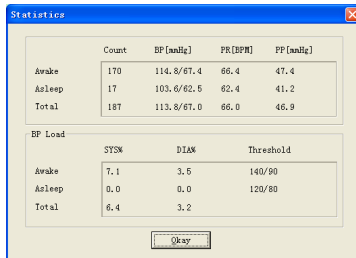 Statistics
Count BP[mmHg] PR[BPM] PP[mmHg]
Awake 170 114.8/67.4 66.4 47.4
Asleep 17 103.6/62.5 62.4 41.2
Total 187 113.8/67.0 66.0 46.9
BP Load
SYS% DIA% Threshold
Awake 7.1 3.5 140/90
Asleep 0.0 0.0 120/80
Total 6.4 3.2
Okay